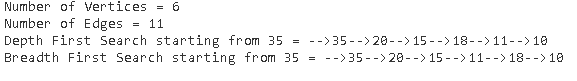 Number of Vertices = 6
Number of Edges = 11
Depth First Search starting from 35 = -->35-->20-->15-->18-->11-->10
Breadth First Search starting from 35 = -->35-->20-->15-->11-->18-->10